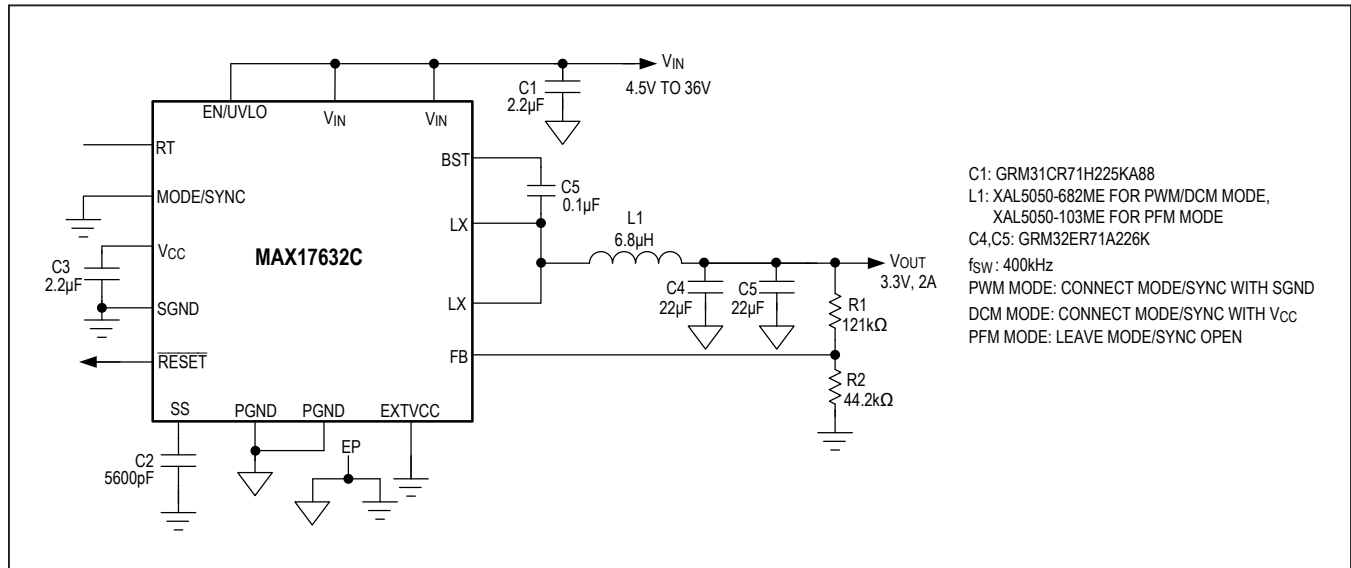 VIN
4.5V TO 36V
C1
2.2µF
EN/UVLO
VIN
VIN
RT
BST
MODE/SYNC
C5
0.1µF
LX
VCC
MAX17632C
L1
6.8µH
C3
2.2µF
VOUT
3.3V, 2A
C4
22µF
C5
22µF
R1
121kΩ
SGND
LX
RESET
FB
R2
44.2kΩ
SS
PGND
PGND
EXTVCC
EP
C2
5600pF
C1: GRM31CR71H225KA88
L1: XAL5050-682ME FOR PWM/DCM MODE,
XAL5050-103ME FOR PFM MODE
C4,C5: GRM32ER71A226K
fSW : 400kHz
PWM MODE: CONNECT MODE/SYNC WITH SGND
DCM MODE: CONNECT MODE/SYNC WITH VCC
PFM MODE: LEAVE MODE/SYNC OPEN